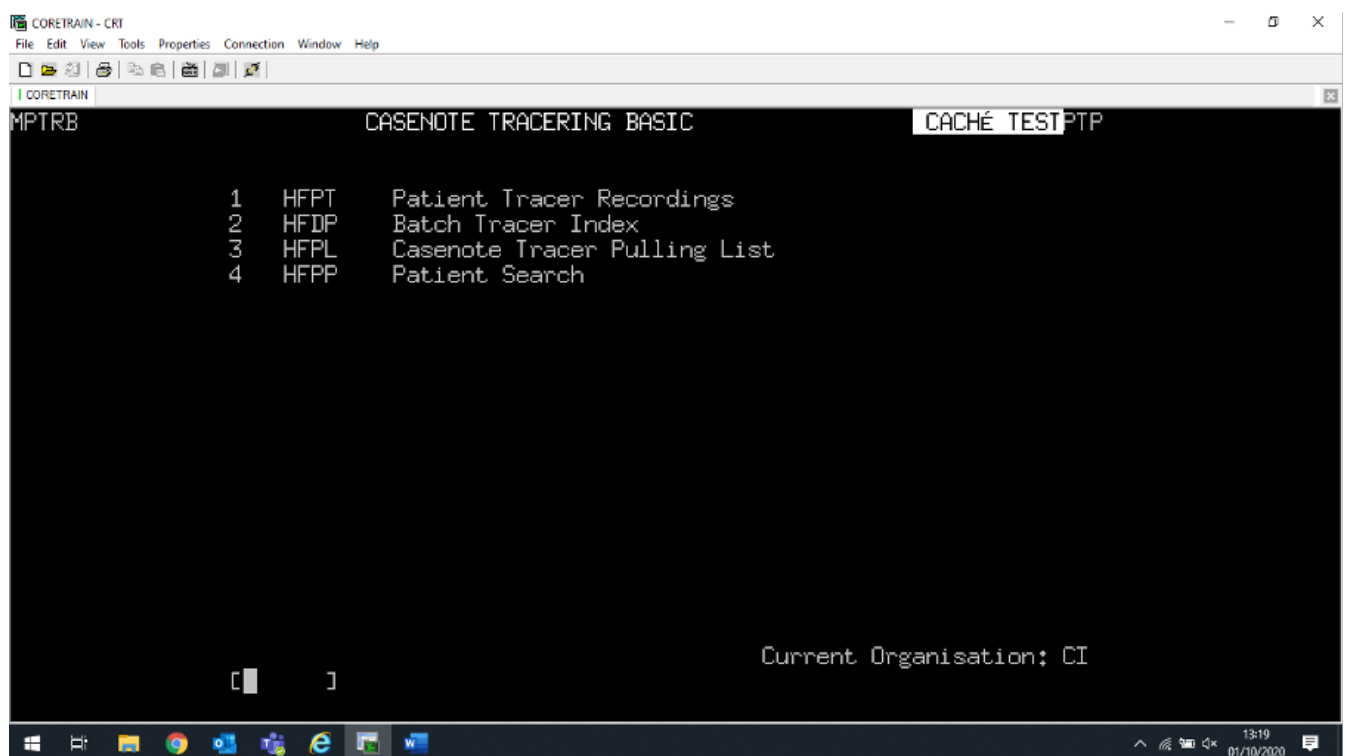 CORETRAIN - CRT
File Edit View Tools Properties Connection Window Help
CORETRAIN
MPTRB CASENOTE TRACERING BASIC CACHÉ TESTPTP
1 HFPT Patient Tracer Recordings
2 HFDP Batch Tracer Index
3 HFPL Casenote Tracer Pulling List
4 HFPP Patient Search
Current Organisation: CI
[ ]
13:19
01/10/2020